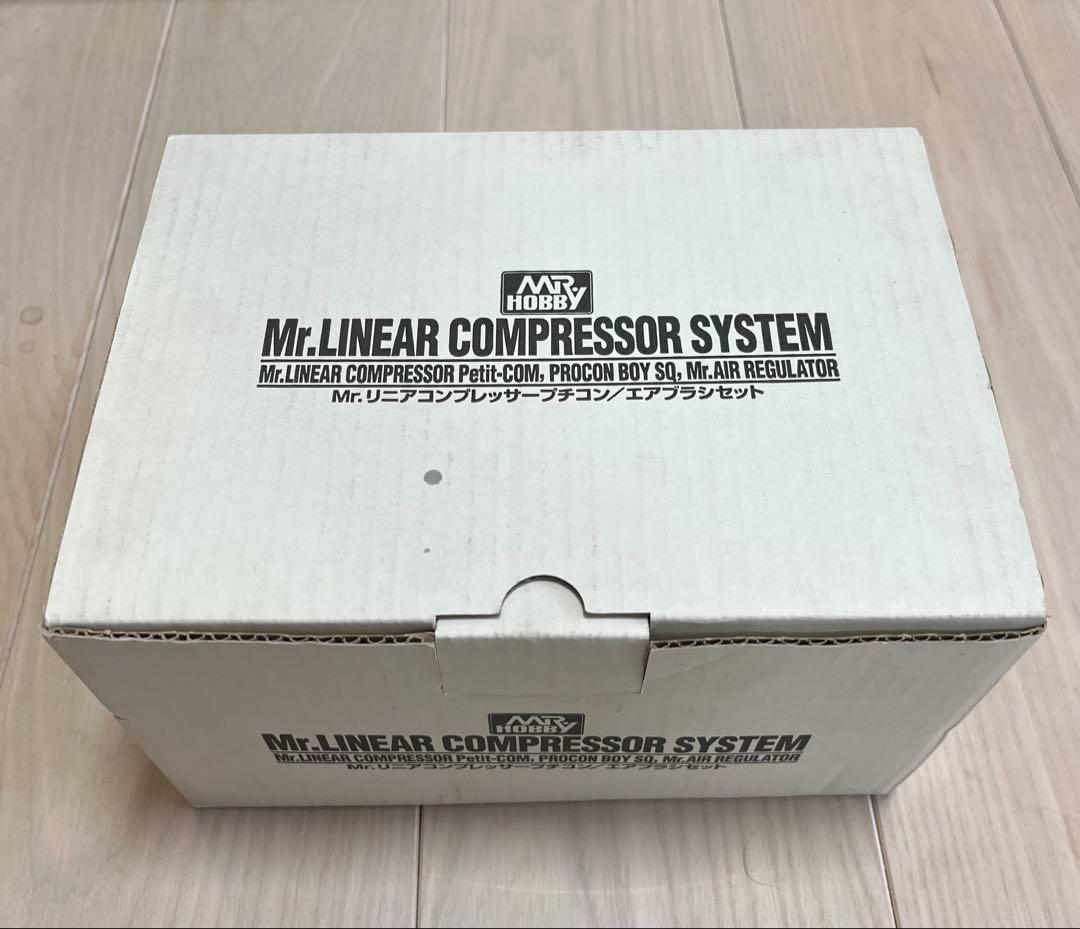 MR. HOBBY
Mr.LINEAR COMPRESSOR SYSTEM
Mr.LINEAR COMPRESSOR Petit-COM, PROCON BOY SQ, Mr.AIR REGULATOR
Mr.リニアコンプレッサープチコン/エアブラシセット
MR. HOBBY
Mr.LINEAR COMPRESSOR SYSTEM
Mr.LINEAR COMPRESSOR Petit-COM, PROCON BOY SQ, Mr.AIR REGULATOR
Mr.リニアコンプレッサープチコン/エアブラシセット